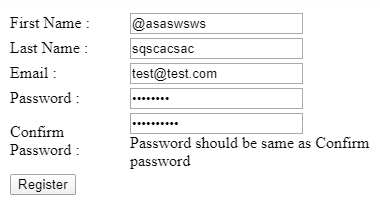 First Name : @asaswsws
Last Name : sqscacsac
Email : test@test.com
Password : ••••••••
Confirm Password : ••••••••••
Password should be same as Confirm
password
Register